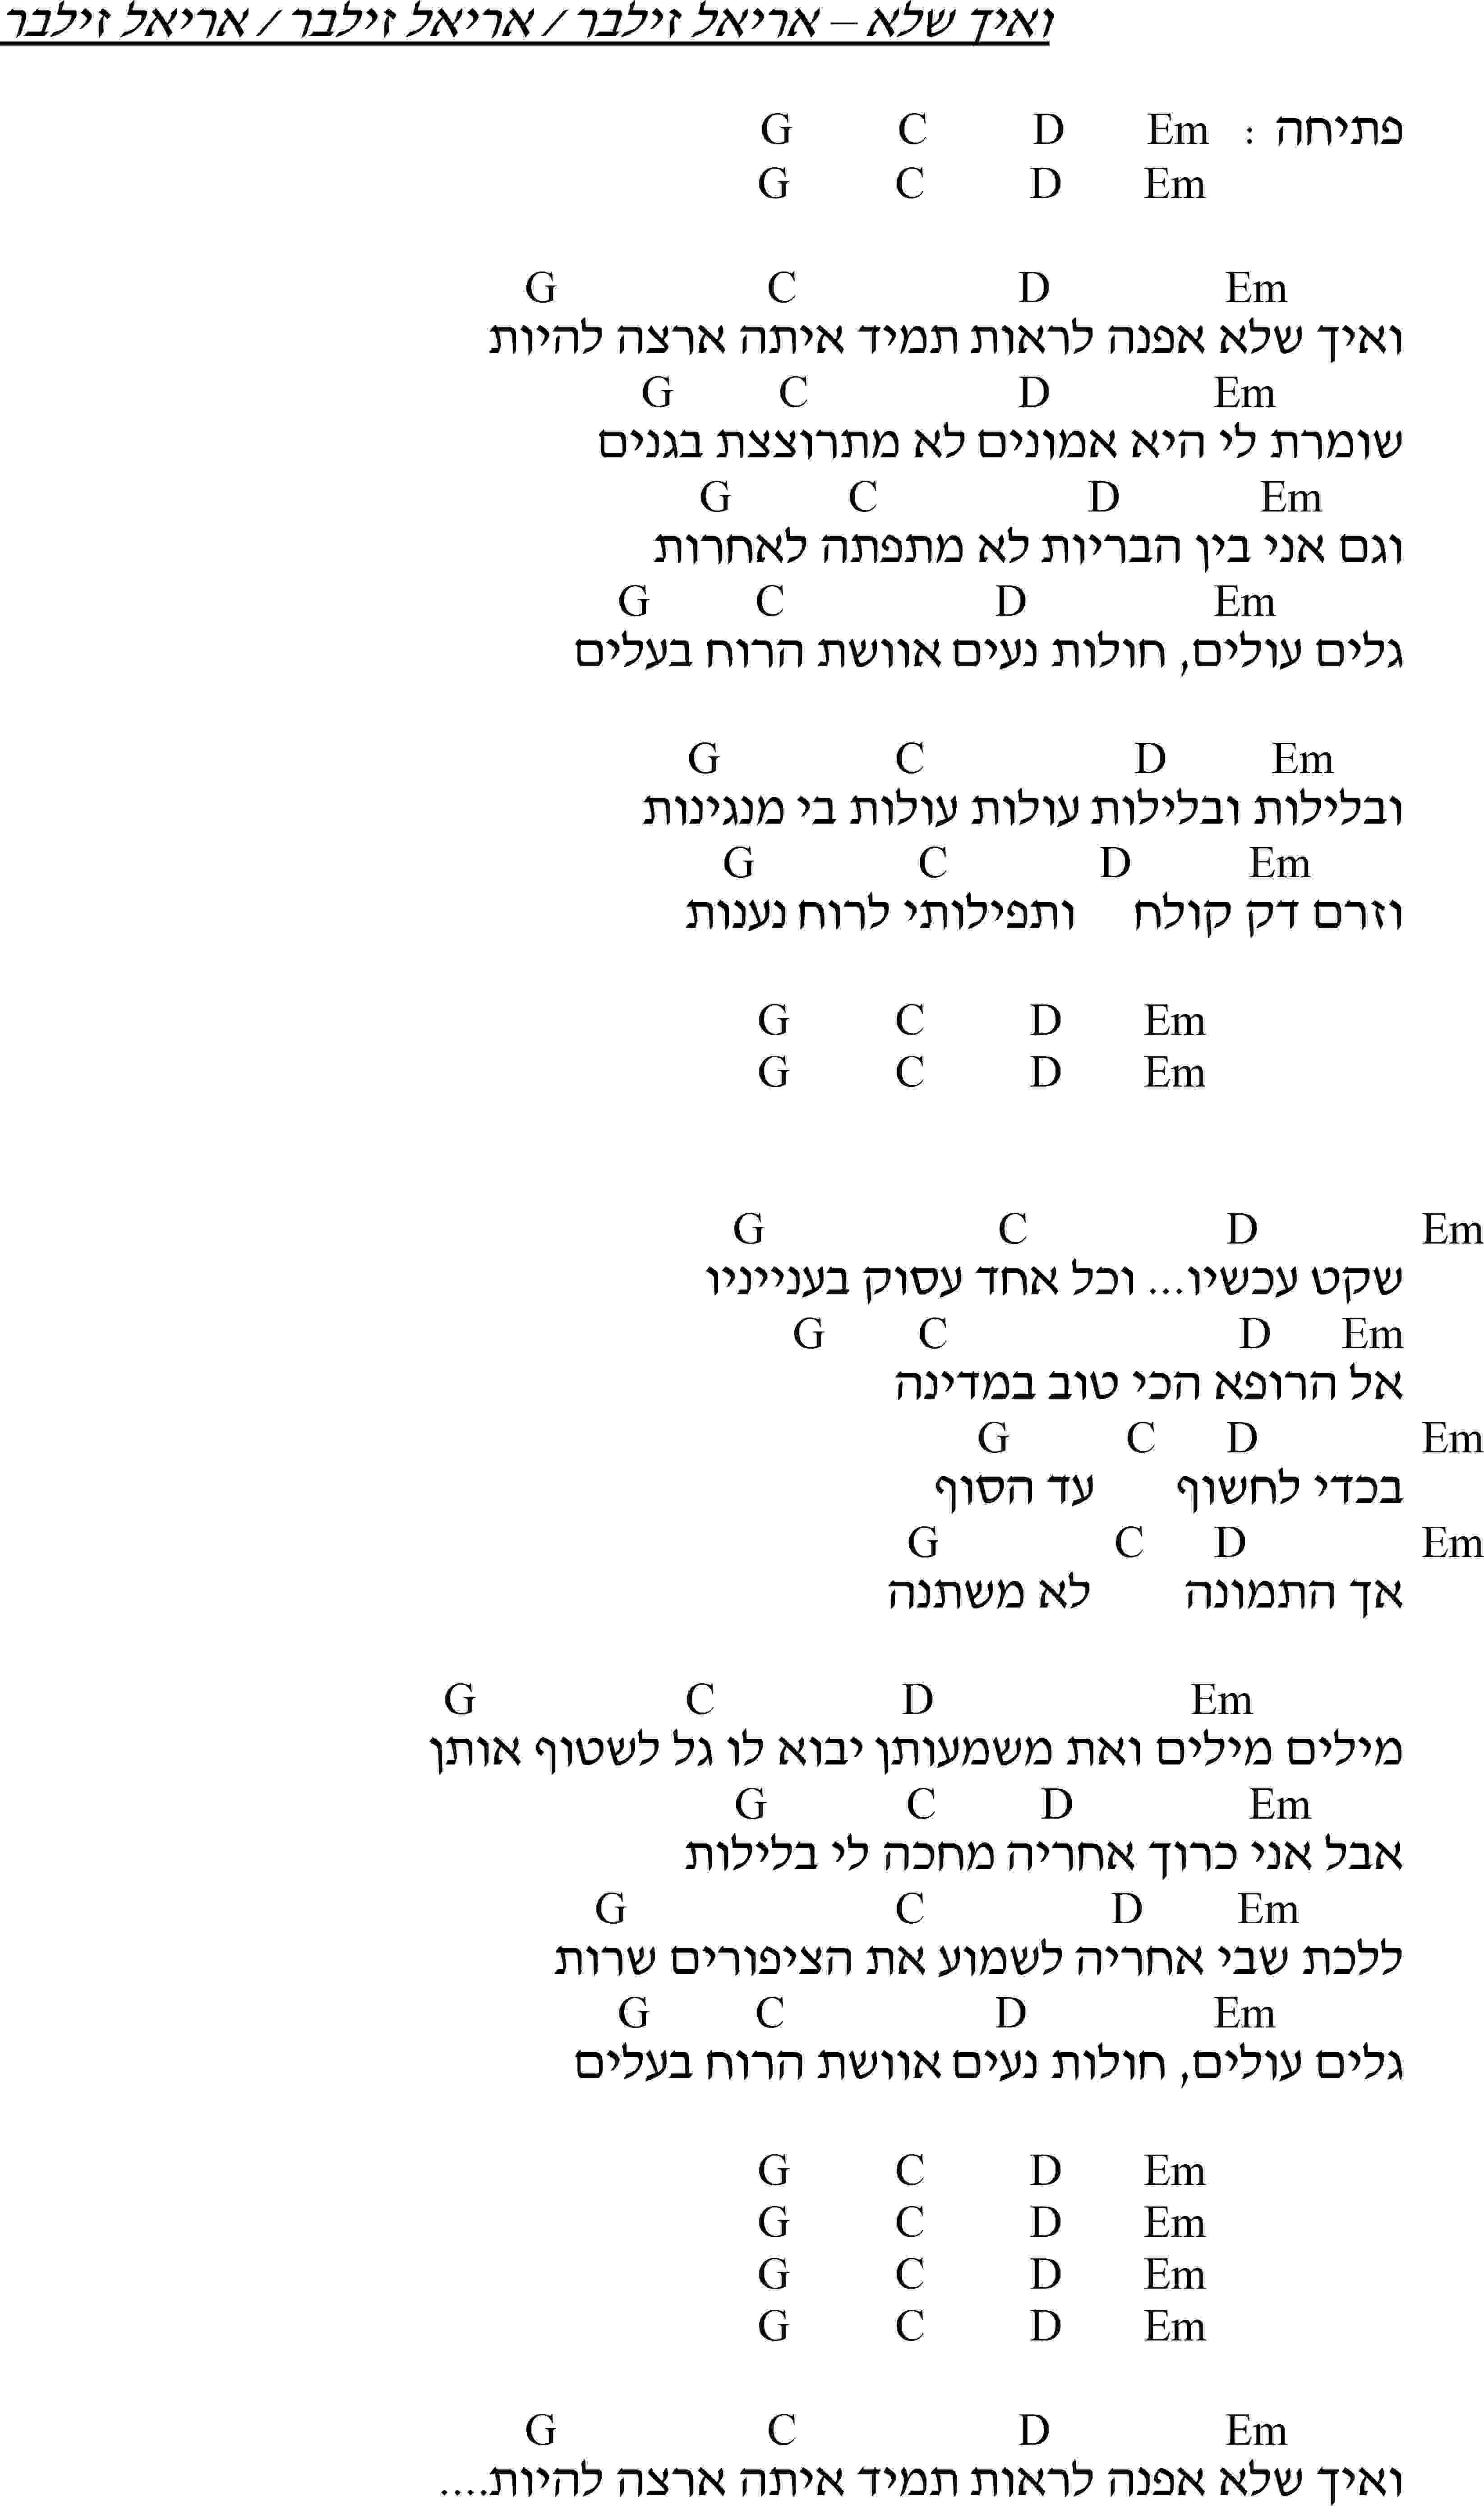 ואיך שלא – אריאל זילבר / אריאל זילבר / אריאל זילבר
פתיחה : Em D C G
Em D C G
Em D C G
ואיך שלא אפנה לראות תמיד איתה ארצה להיות
Em D C G
שומרת לי היא אמונים לא מתרוצצת בגנים
Em D C G
וגם אני בין הבריות לא מתפתה לאחרות
Em D C G
גלים עולים, חולות נעים אוושת הרוח בעלים
Em D C G
ובלילות ובלילות עולות עולות בי מנגינות
Em D C G
וזרם דק קולח ותפילותי לרוח נענות
Em D C G
Em D C G
Em D C G
שקט עכשיו... וכל אחד עסוק בענייניו
Em D C G
אל הרופא הכי טוב במדינה
Em D C G
בכדי לחשוף עד הסוף
Em D C G
אך התמונה לא משתנה
Em D C G
מילים מילים ואת משמעותן יבוא לו גל לשטוף אותן
Em D C G
אבל אני כרוך אחריה מחכה לי בלילות
Em D C G
ללכת שבי אחריה לשמוע את הציפורים שרות
Em D C G
גלים עולים, חולות נעים אוושת הרוח בעלים
Em D C G
Em D C G
Em D C G
Em D C G
Em D C G
ואיך שלא אפנה לראות תמיד איתה ארצה להיות....